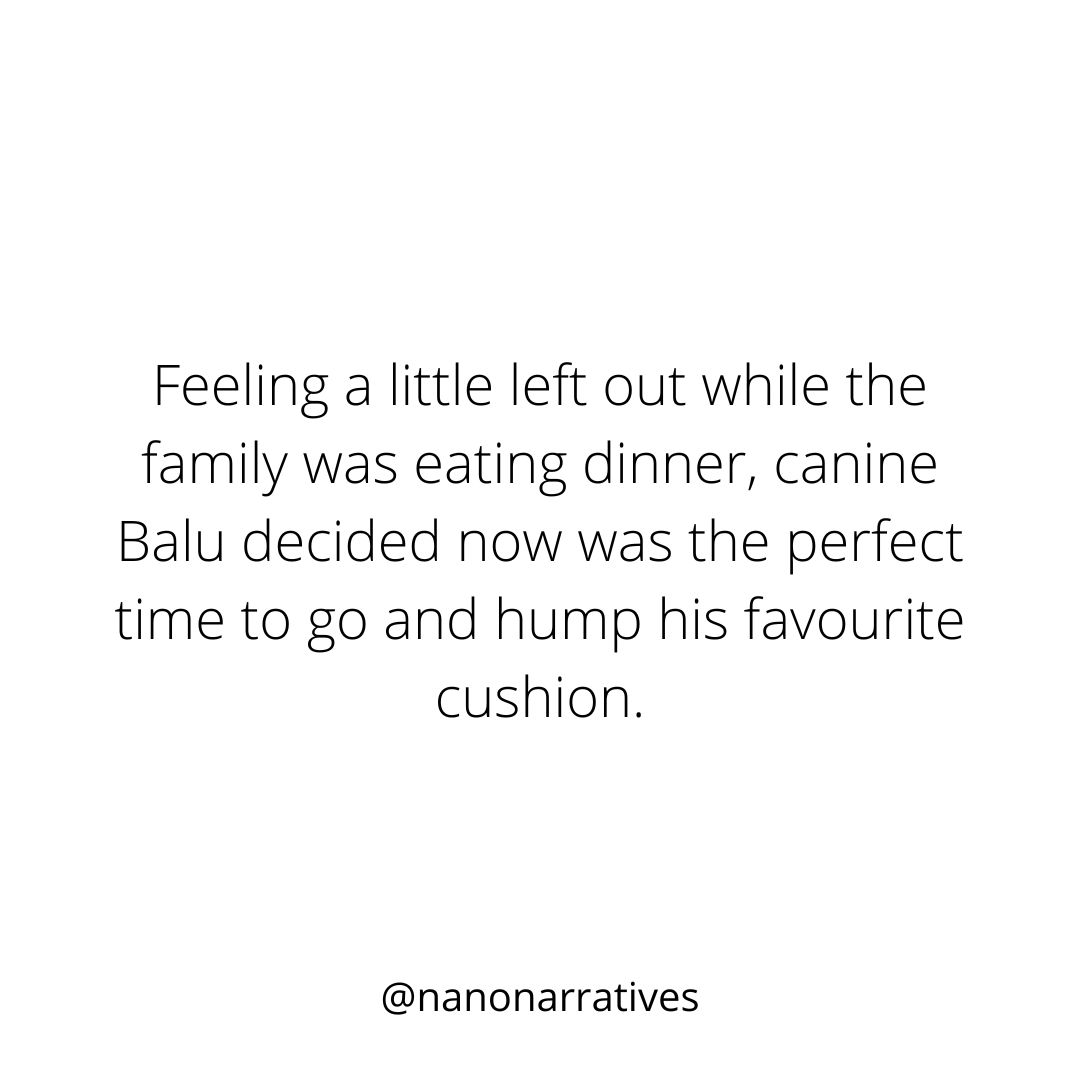 Feeling a little left out while the
family was eating dinner, canine
Balu decided now was the perfect
time to go and hump his favourite
cushion.
@nanonarratives